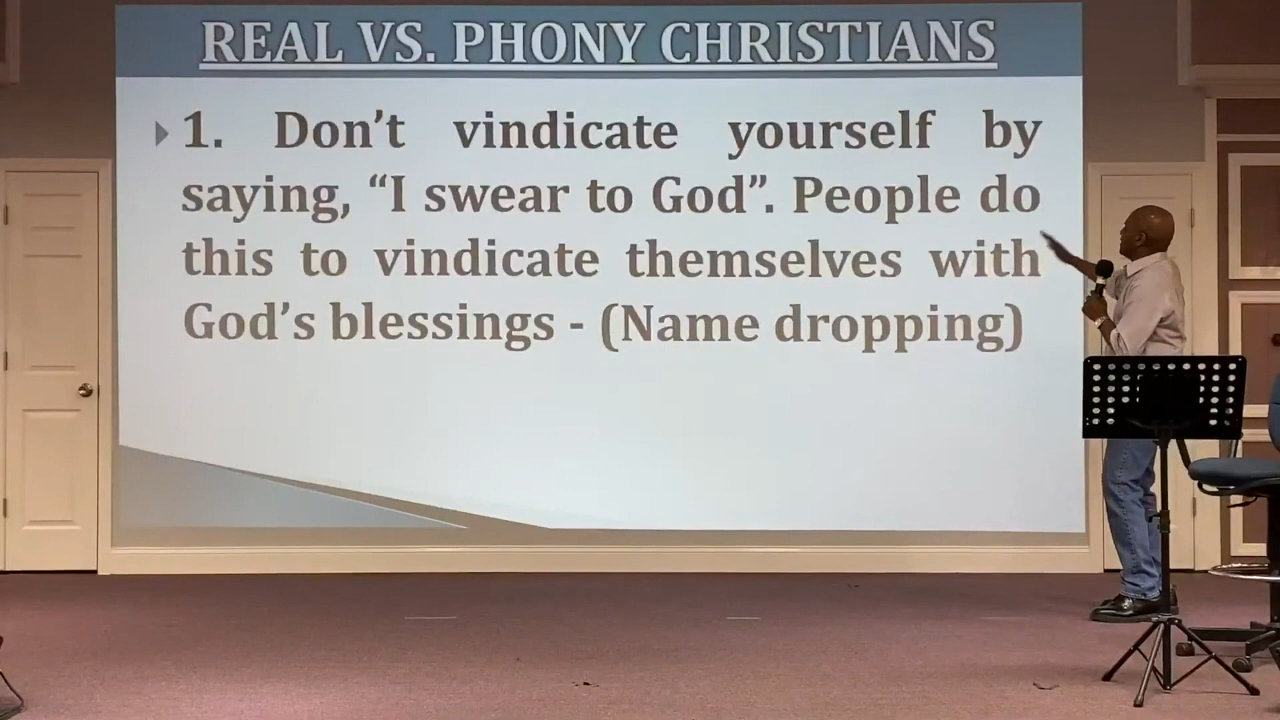 REAL VS. PHONY CHRISTIANS
1. Don’t vindicate yourself by
saying, “I swear to God”. People do
this to vindicate themselves with
God’s blessings - (Name dropping)